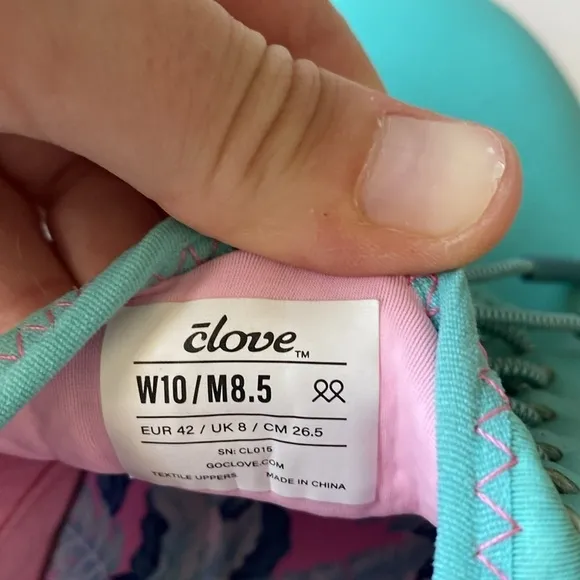 c̄love™
W10/M8.5
EUR 42 / UK 8 / CM 26.5
SN: CL015
GOCLOVE.COM
TEXTILE UPPERS MADE IN CHINA